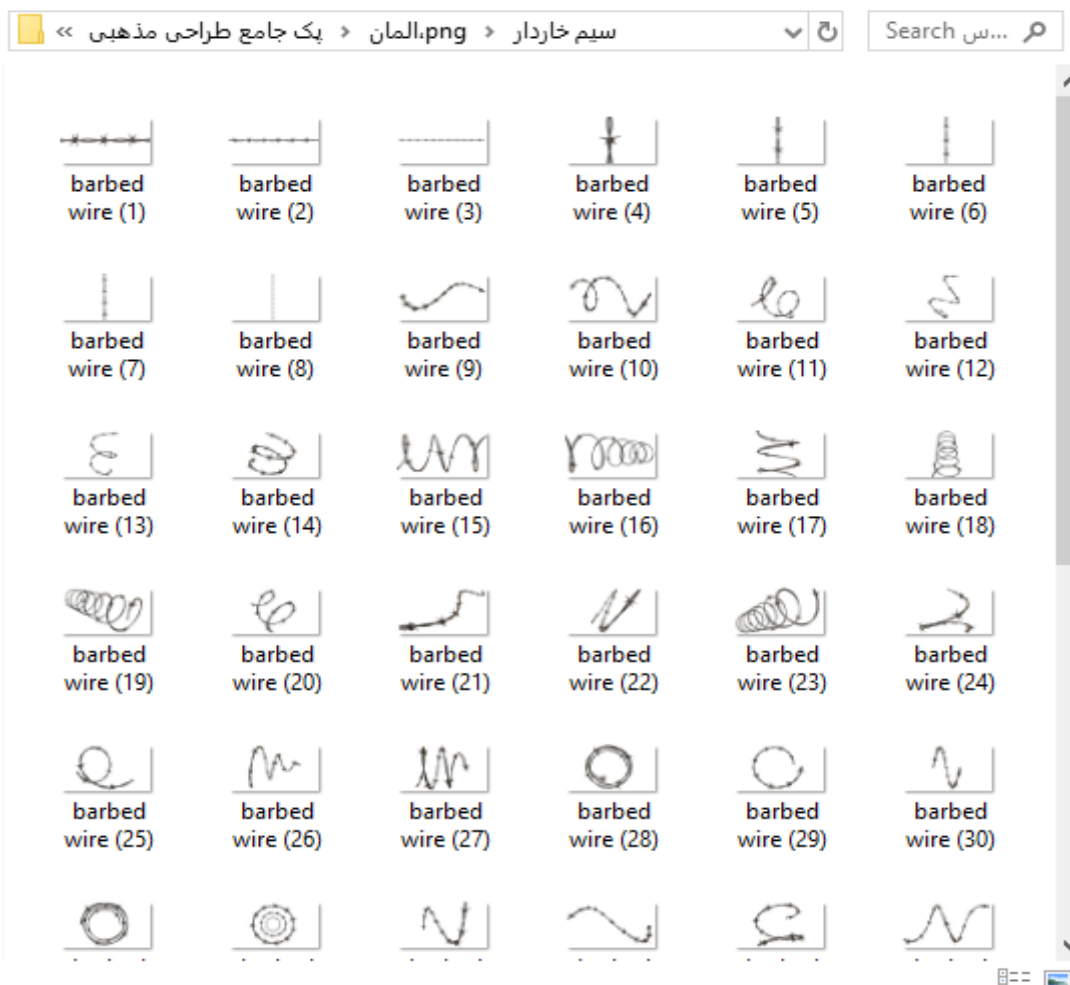 « پک جامع طراحی مذهبی › المان،png › سیم خاردار
Search س...
barbed wire (1)
barbed wire (2)
barbed wire (3)
barbed wire (4)
barbed wire (5)
barbed wire (6)
barbed wire (7)
barbed wire (8)
barbed wire (9)
barbed wire (10)
barbed wire (11)
barbed wire (12)
barbed wire (13)
barbed wire (14)
barbed wire (15)
barbed wire (16)
barbed wire (17)
barbed wire (18)
barbed wire (19)
barbed wire (20)
barbed wire (21)
barbed wire (22)
barbed wire (23)
barbed wire (24)
barbed wire (25)
barbed wire (26)
barbed wire (27)
barbed wire (28)
barbed wire (29)
barbed wire (30)